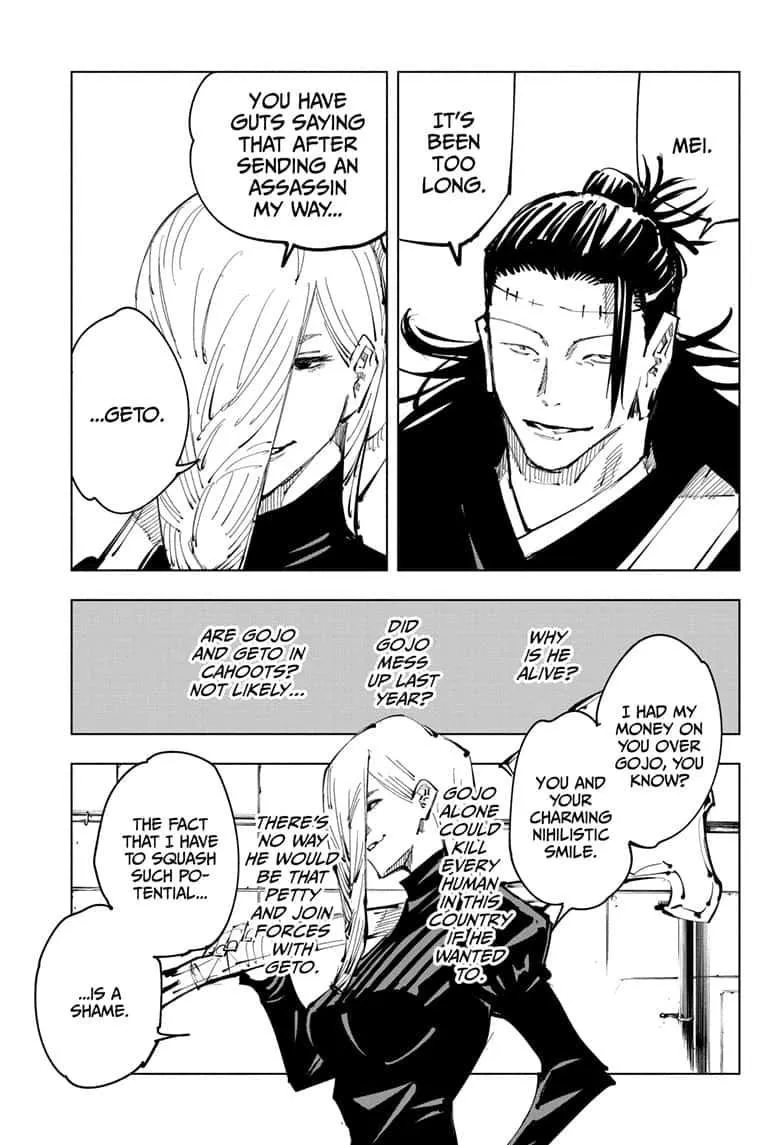 MEI.
IT'S
BEEN
TOO
LONG.
YOU HAVE
GUTS SAYING
THAT AFTER
SENDING AN
ASSASSIN
MY WAY...
...GETO.
WHY
IS HE
ALIVE?
DID
GOJO
MESS
UP LAST
YEAR?
ARE GOJO
AND GETO IN
CAHOOTS?
NOT LIKELY...
I HAD MY
MONEY ON
YOU OVER
GOJO, YOU
KNOW?
YOU AND
YOUR
CHARMING
NIHILISTIC
SMILE.
GOJO
ALONE
COULD
KILL
EVERY
HUMAN
IN THIS
COUNTRY
IF HE
WANTED
TO.
THERE'S
NO WAY
HE WOULD
BE THAT
PETTY
AND JOIN
FORCES
WITH
GETO.
THE FACT
THAT I HAVE
TO SQUASH
SUCH PO-
TENTIAL...
...IS A
SHAME.